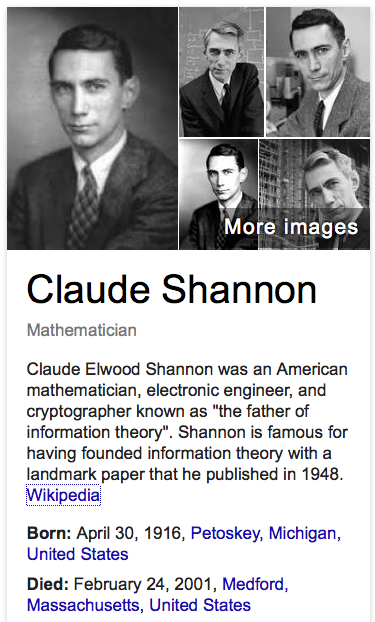 More images
Claude Shannon
Mathematician
Claude Elwood Shannon was an American
mathematician, electronic engineer, and
cryptographer known as "the father of
information theory". Shannon is famous for
having founded information theory with a
landmark paper that he published in 1948.
Wikipedia
Born: April 30, 1916, Petoskey, Michigan,
United States
Died: February 24, 2001, Medford,
Massachusetts, United States